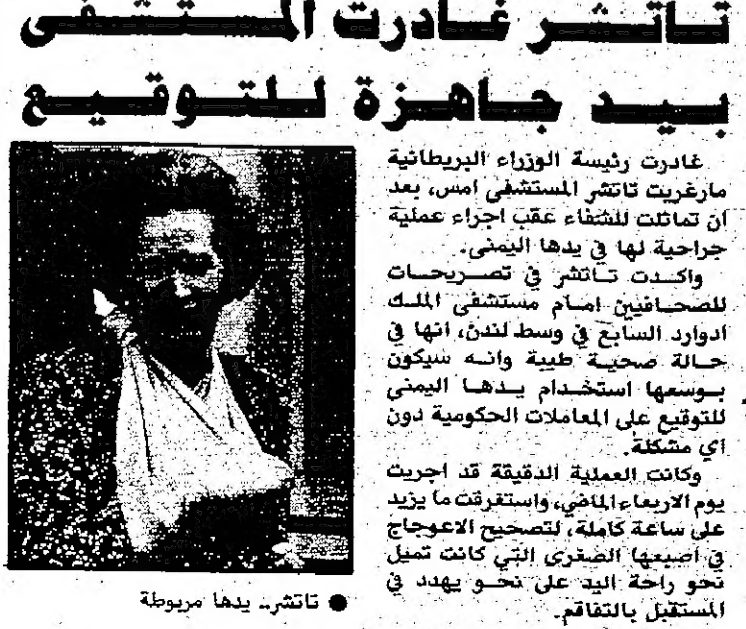 تاتشر غادرت المستشفى
بيد جاهزة للتوقيع
غادرت رئيسة الوزراء البريطانية
مارغريت تاتشر المستشفى امس، بعد
ان تماثلت للشفاء عقب اجراء عملية
جراحية لها في يدها اليمنى.
واكدت تاتشر في تصريحات
للصحافيين امام مستشفى الملك
ادوارد السابع في وسط لندن، انها في
حالة صحية طيبة وانه سيكون
بوسعها استخدام يدها اليمنى
للتوقيع على المعاملات الحكومية دون
اي مشكلة.
وكانت العملية الدقيقة قد اجريت
يوم الاربعاء الماضي، واستغرقت ما يزيد
على ساعة كاملة، لتصحيح الاعوجاج
في اصبعها الصغرى التي كانت تميل
نحو راحة اليد على نحو يهدد في
المستقبل بالتفاقم.
● تاتشر.. يدها مربوطة